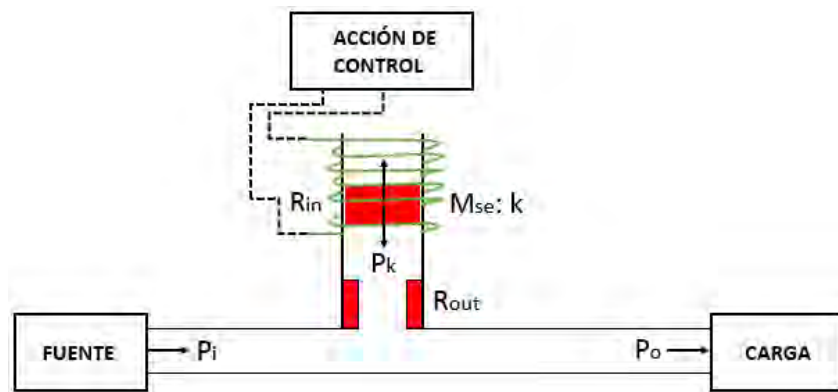 ACCIÓN DE
CONTROL
Rin
Mse: k
Pk
Rout
FUENTE
Pi
Po
CARGA